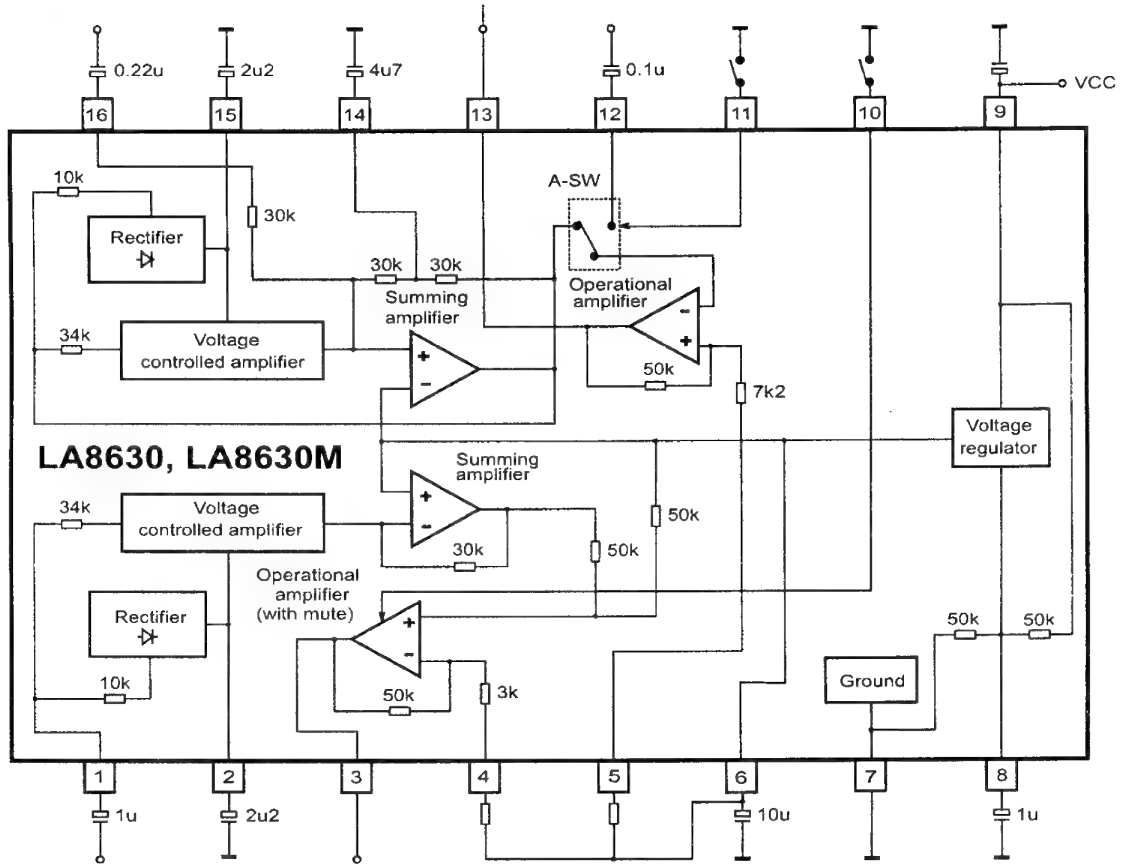 0.22u 2u2 4u7 0.1u VCC
16 15 14 13 12 11 10 9
10k
A-SW
Rectifier
30k
30k 30k
Summing
amplifier
Operational
amplifier
34k
Voltage
controlled amplifier
+
−
-
+
50k
7k2
LA8630, LA8630M
Voltage
regulator
Summing
amplifier
34k
Voltage
controlled amplifier
+
−
30k
50k
50k
Operational
amplifier
(with mute)
Rectifier
+
-
10k
50k
3k
50k 50k
Ground
1 2 3 4 5 6 7 8
1u 2u2 10u 1u